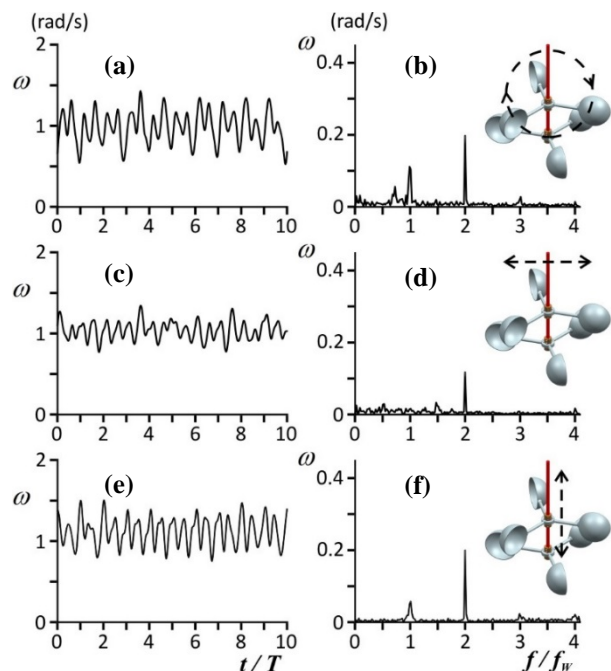 (rad/s) (rad/s)
2 ω (a) 1 0 0 2 4 6 8 10
ω (b) 0.4 0.2 0 0 1 2 3 4
2 ω (c) 1 0 0 2 4 6 8 10
ω (d) 0.4 0.2 0 0 1 2 3 4
2 ω (e) 1 0 0 2 4 6 8 10
ω (f) 0.4 0.2 0 0 1 2 3 4
t / T f / f_W